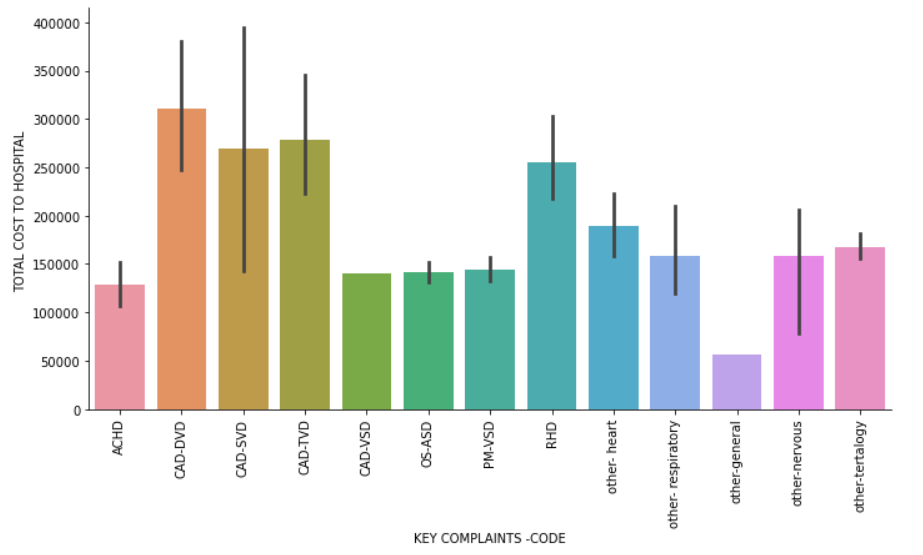 400000
350000
300000
250000
200000
150000
100000
50000
0
TOTAL COST TO HOSPITAL
ACHD
CAD-DVD
CAD-SVD
CAD-TVD
CAD-VSD
OS-ASD
PM-VSD
RHD
other- heart
other- respiratory
other-general
other-nervous
other-tertalogy
KEY COMPLAINTS -CODE